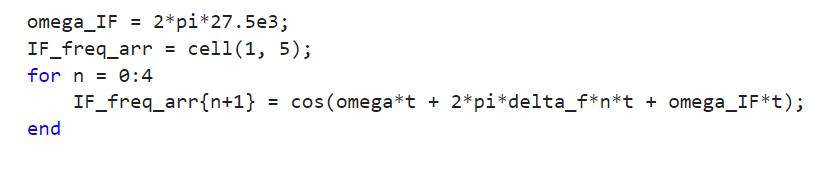 omega_IF = 2*pi*27.5e3;
IF_freq_arr = cell(1, 5);
for n = 0:4
    IF_freq_arr{n+1} = cos(omega*t + 2*pi*delta_f*n*t + omega_IF*t);
end